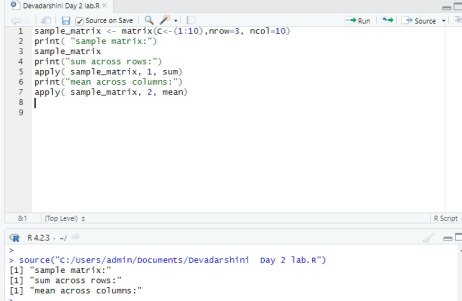 Devadarshini Day 2 lab.R
Source on Save
Run
Source
1 sample_matrix <- matrix(C<-(1:10),nrow=3, ncol=10)
2 print( "sample matrix:")
3 sample_matrix
4 print("sum across rows:")
5 apply( sample_matrix, 1, sum)
6 print("mean across columns:")
7 apply( sample_matrix, 2, mean)
8
9
8:1 (Top Level) R Script
R 4.2.3 · ~/
>
> source("C:/Users/admin/Documents/Devadarshini  Day 2 lab.R")
[1] "sample matrix:"
[1] "sum across rows:"
[1] "mean across columns:"
>